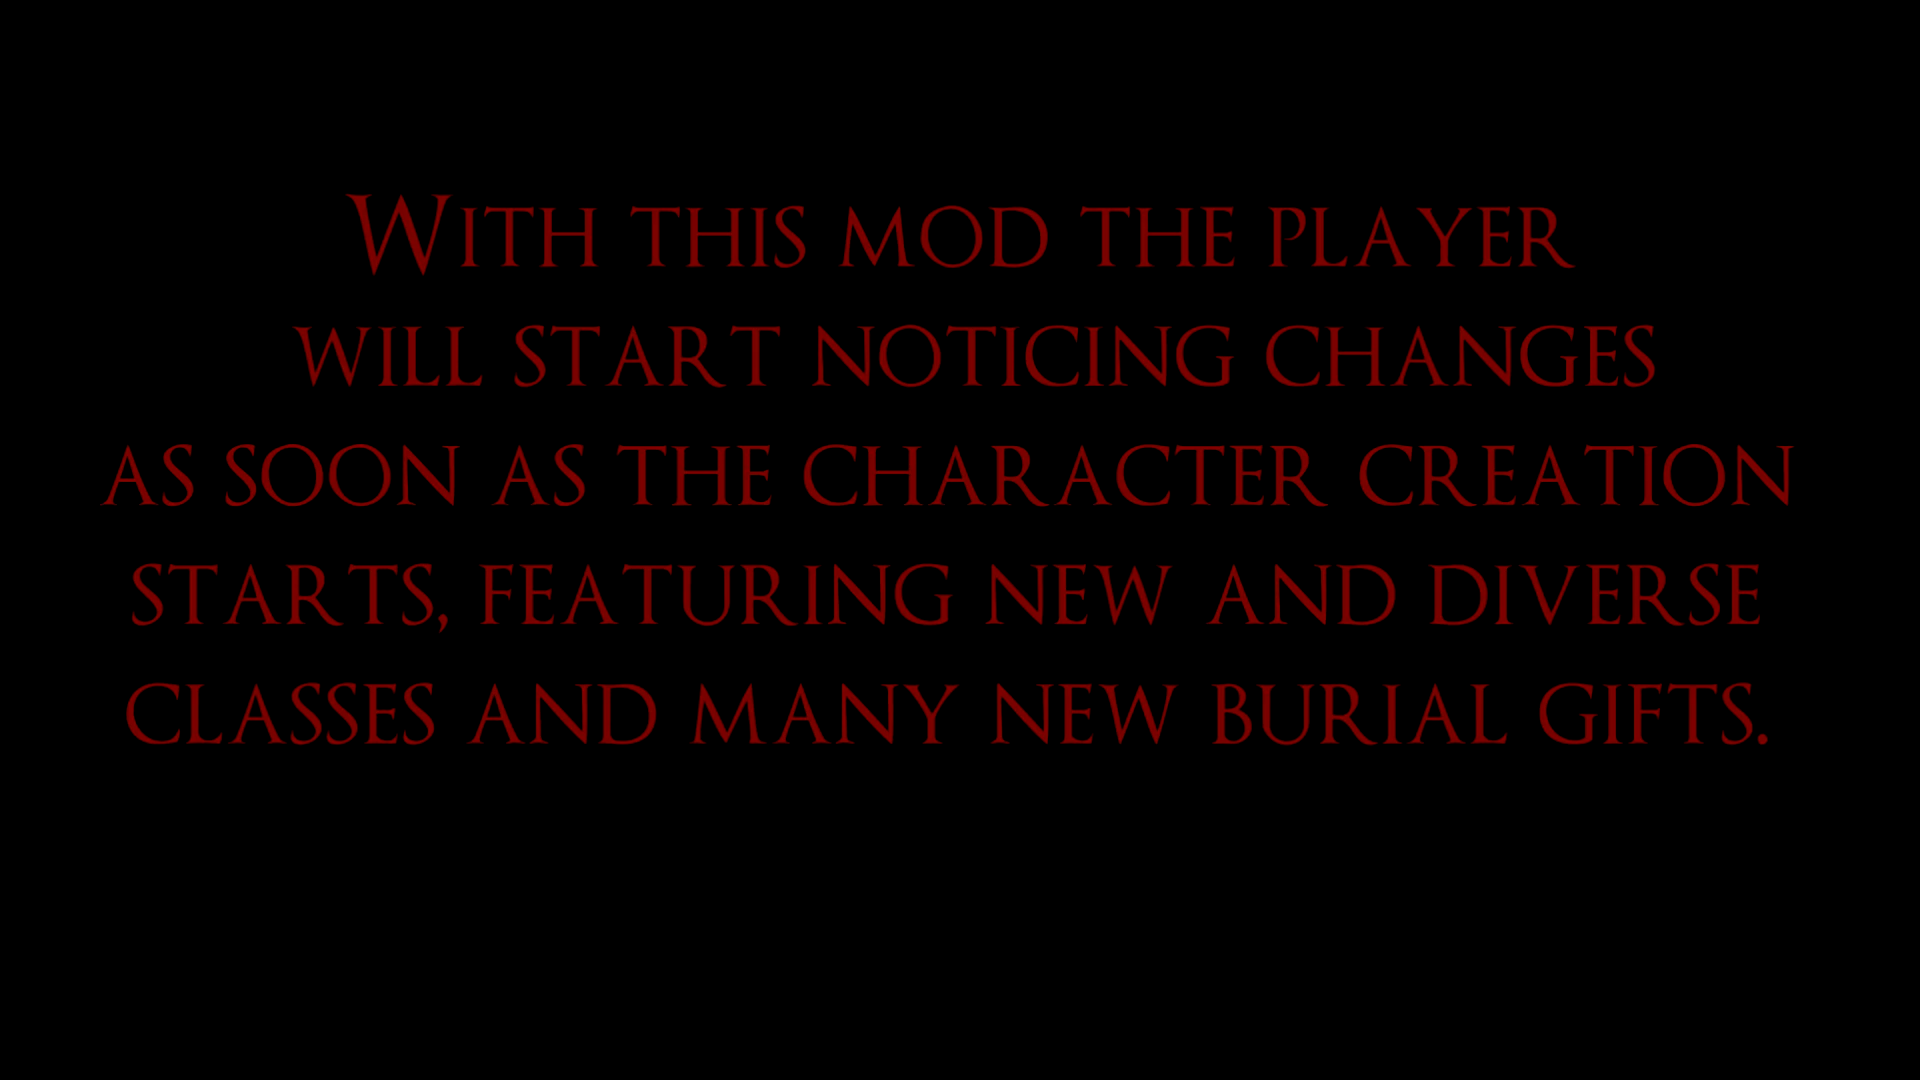 With this mod the player
will start noticing changes
as soon as the character creation
starts, featuring new and diverse
classes and many new burial gifts.